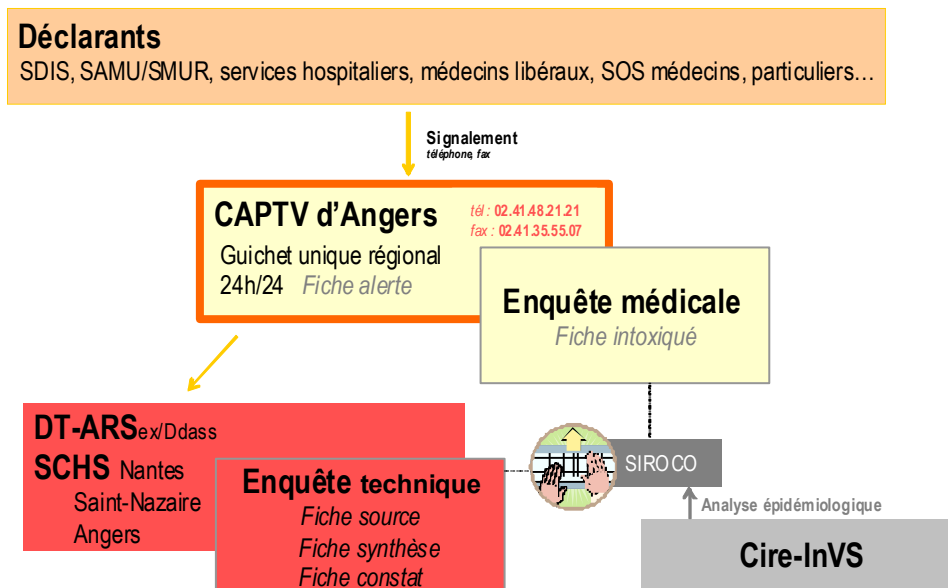 Déclarants
SDIS, SAMU/SMUR, services hospitaliers, médecins libéraux, SOS médecins, particuliers…
Signalement
téléphone, fax
CAPTV d’Angers
tél : 02.41.48.21.21
fax : 02.41.35.55.07
Guichet unique régional
24h/24 Fiche alerte
Enquête médicale
Fiche intoxiqué
DT-ARSex/Ddass
SCHS Nantes
Saint-Nazaire
Angers
Enquête technique
Fiche source
Fiche synthèse
Fiche constat
SIROCO
Analyse épidémiologique
Cire-InVS